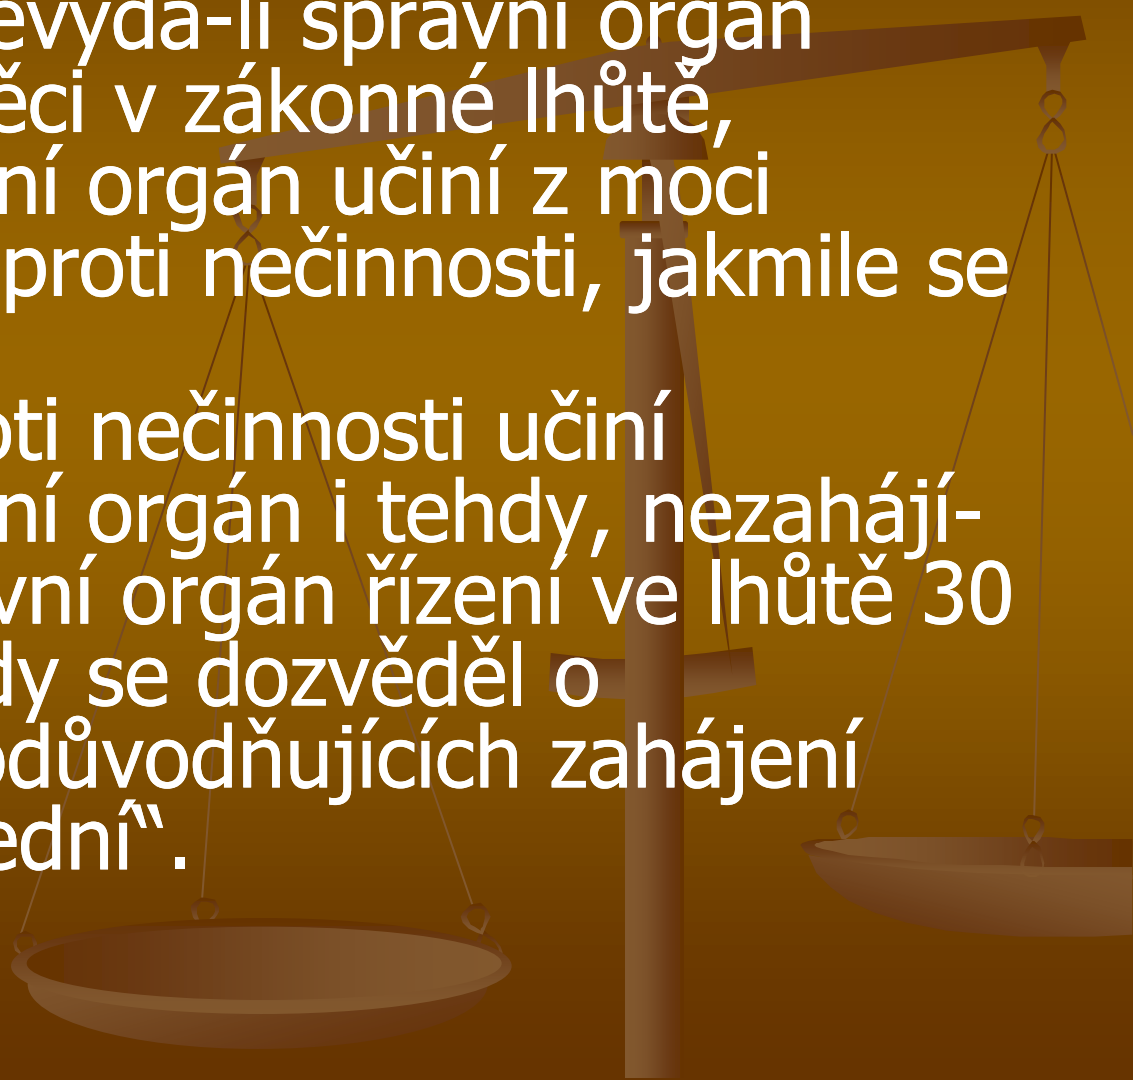 evydá-li správní orgán
ěci v zákonné lhůtě,
ní orgán učiní z moci
proti nečinnosti, jakmile se
oti nečinnosti učiní
ní orgán i tehdy, nezahájí-
vní orgán řízení ve lhůtě 30
dy se dozvěděl o
odůvodňujících zahájení
ední“.